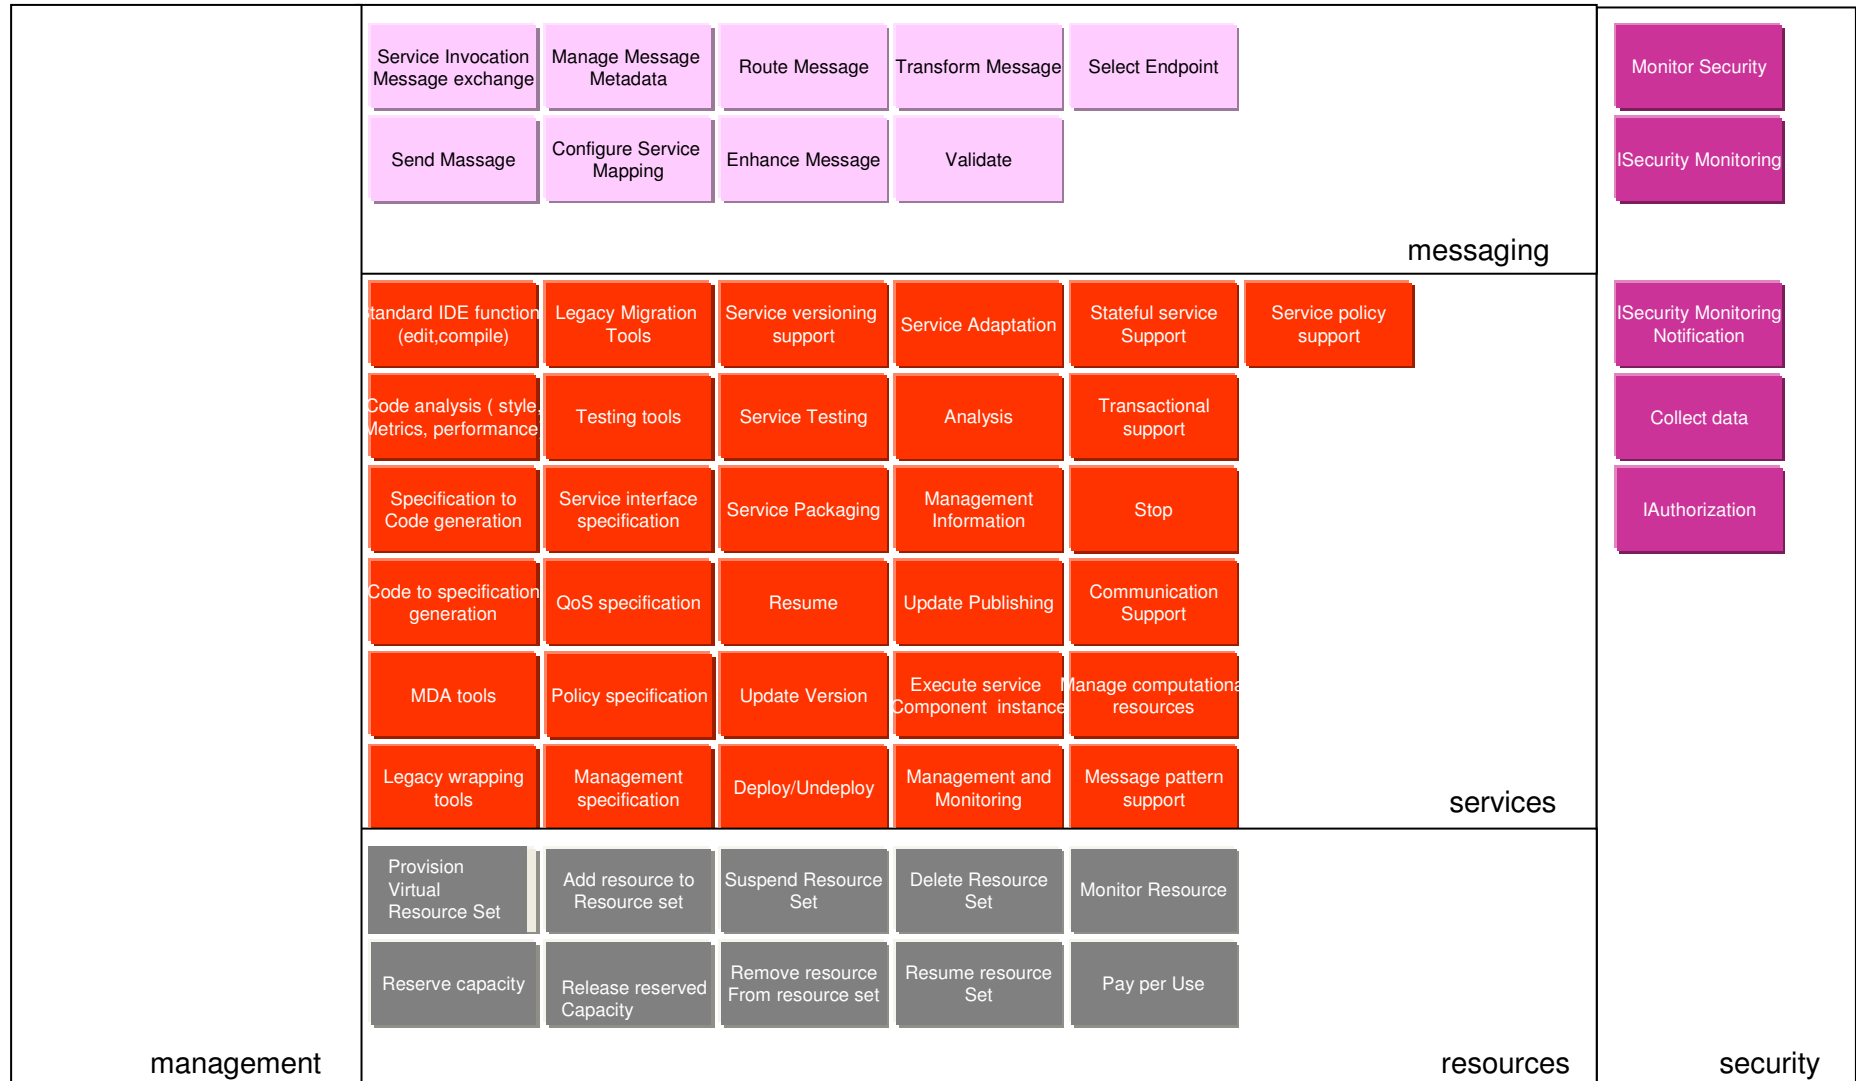 Service Invocation
Message exchange
Manage Message
Metadata
Route Message
Transform Message
Select Endpoint
Monitor Security
Send Massage
Configure Service
Mapping
Enhance Message
Validate
ISecurity Monitoring
messaging
Standard IDE function
(edit,compile)
Legacy Migration
Tools
Service versioning
support
Service Adaptation
Stateful service
Support
Service policy
support
ISecurity Monitoring
Notification
Code analysis ( style,
Metrics, performance
Testing tools
Service Testing
Analysis
Transactional
support
Collect data
Specification to
Code generation
Service interface
specification
Service Packaging
Management
Information
Stop
IAuthorization
Code to specification
generation
QoS specification
Resume
Update Publishing
Communication
Support
MDA tools
Policy specification
Update Version
Execute service
Component instance
Manage computational
resources
Legacy wrapping
tools
Management
specification
Deploy/Undeploy
Management and
Monitoring
Message pattern
support
services
Provision
Virtual
Resource Set
Add resource to
Resource set
Suspend Resource
Set
Delete Resource
Set
Monitor Resource
Reserve capacity
Release reserved
Capacity
Remove resource
From resource set
Resume resource
Set
Pay per Use
management
resources
security